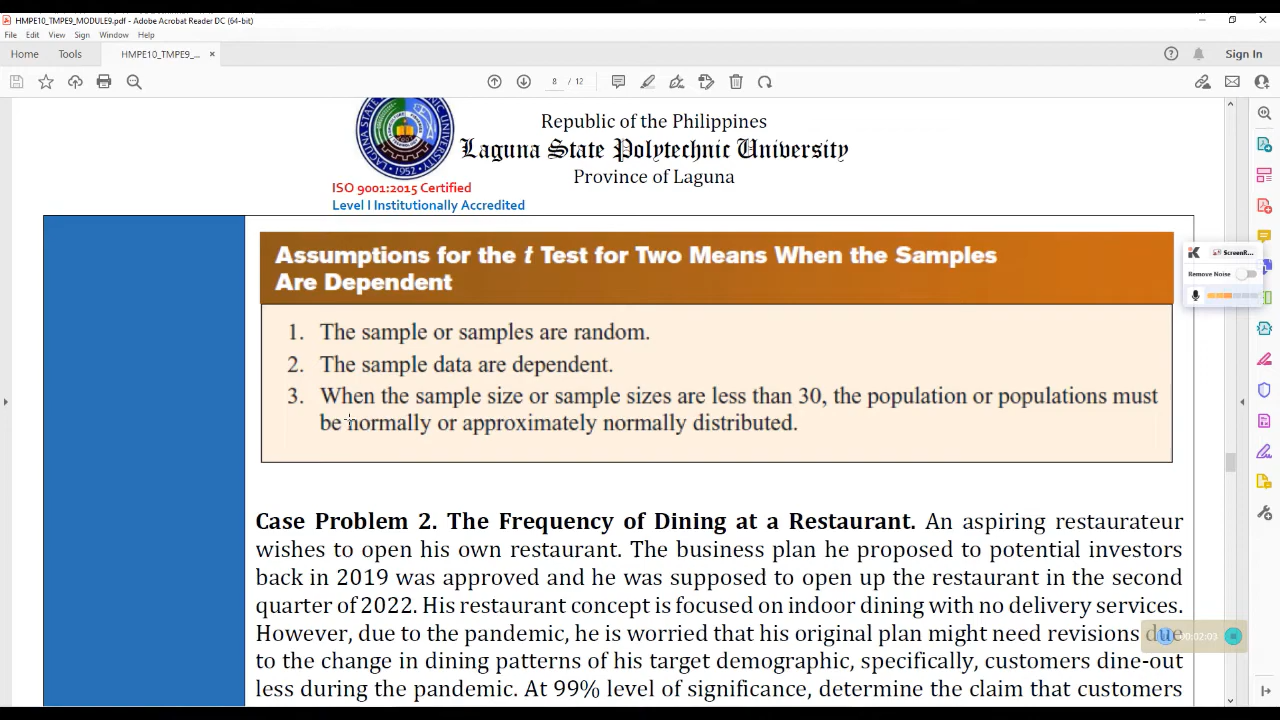 HMPE10_TMPE9_MODULE9.pdf - Adobe Acrobat Reader DC (64-bit)
File Edit View Sign Window Help
Home Tools HMPE10_TMPE9_... × Sign In
8 / 12
Republic of the Philippines
Laguna State Polytechnic University
Province of Laguna
ISO 9001:2015 Certified
Level I Institutionally Accredited
1952
Assumptions for the t Test for Two Means When the Samples
Are Dependent
1. The sample or samples are random.
2. The sample data are dependent.
3. When the sample size or sample sizes are less than 30, the population or populations must
be normally or approximately normally distributed.
ScreenR...
Remove Noise
Case Problem 2. The Frequency of Dining at a Restaurant. An aspiring restaurateur
wishes to open his own restaurant. The business plan he proposed to potential investors
back in 2019 was approved and he was supposed to open up the restaurant in the second
quarter of 2022. His restaurant concept is focused on indoor dining with no delivery services.
However, due to the pandemic, he is worried that his original plan might need revisions due
00:02:03
to the change in dining patterns of his target demographic, specifically, customers dine-out
less during the pandemic. At 99% level of significance, determine the claim that customers